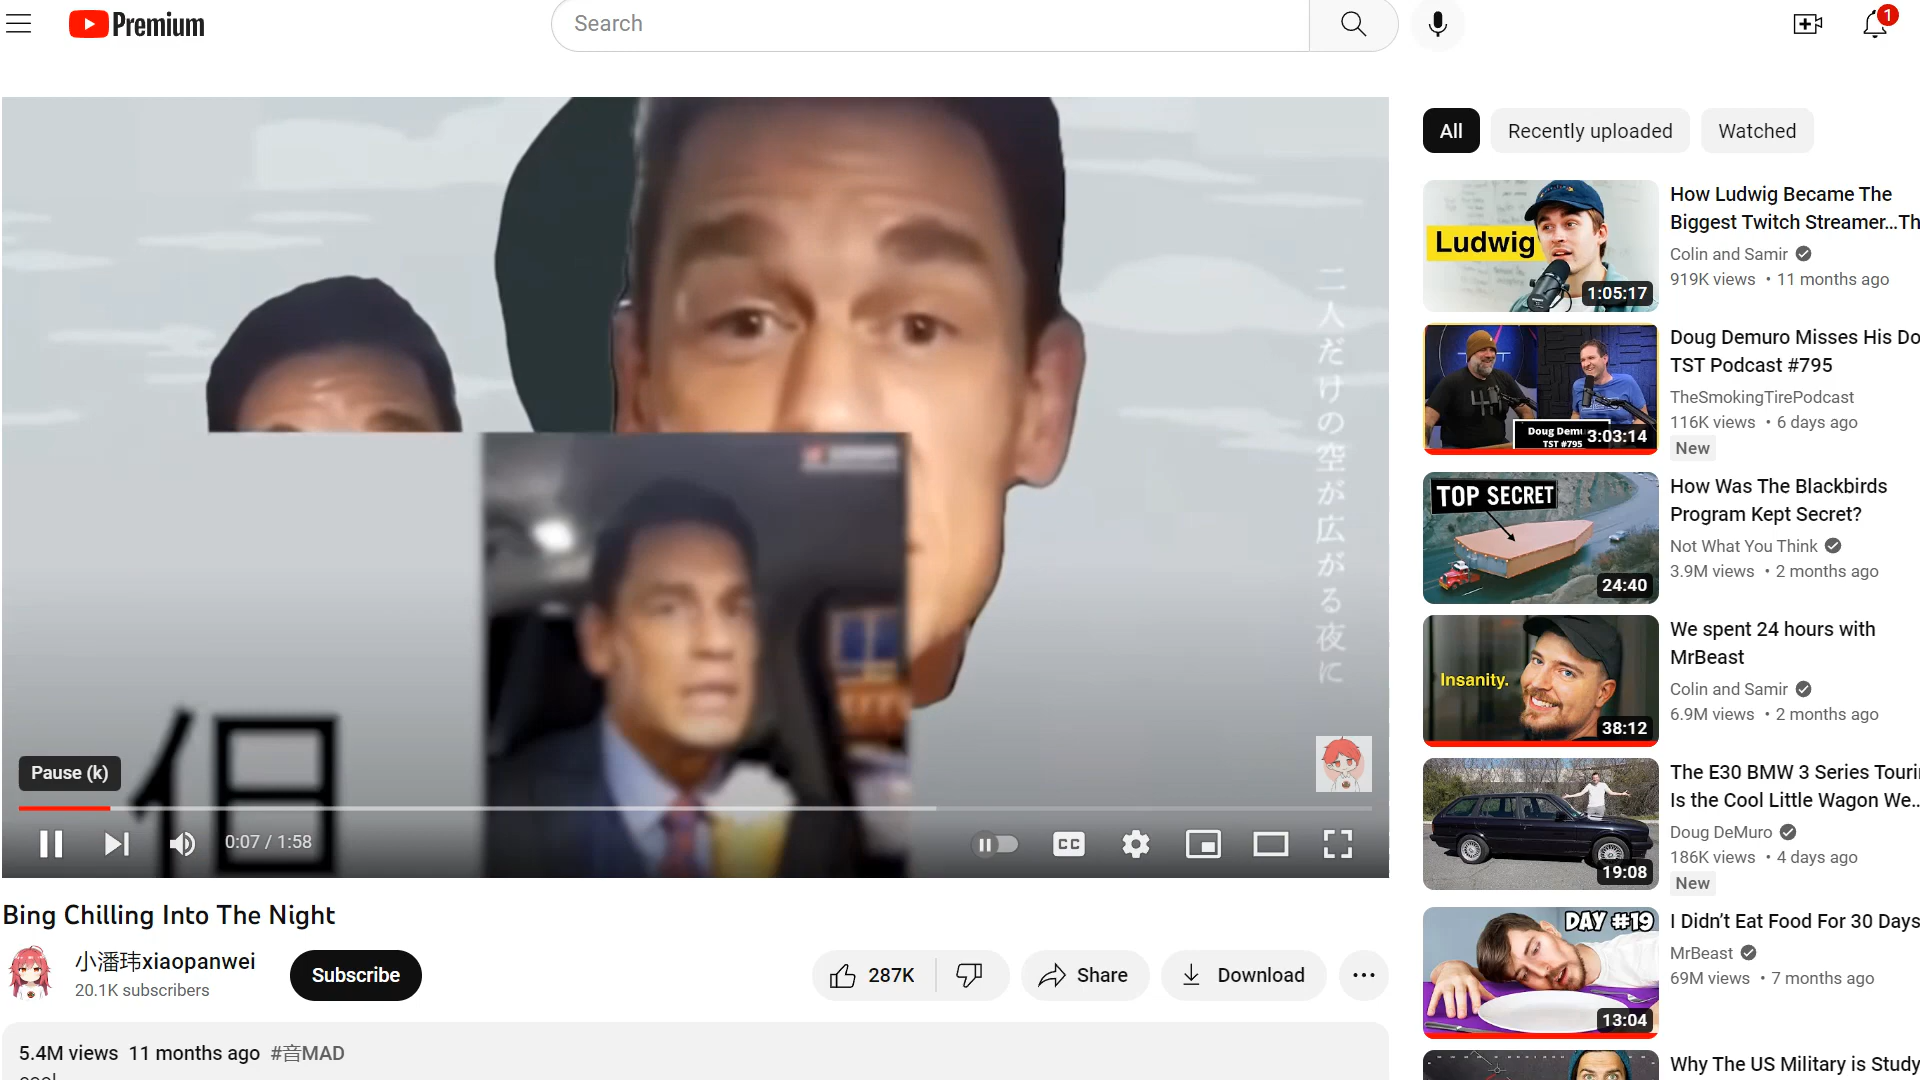 Premium
Search
1
二人だけの空が広がる夜に
但
Pause (k)
0:07 / 1:58
CC
Bing Chilling Into The Night
小潘玮xiaopanwei
20.1K subscribers
Subscribe
287K
Share
Download
5.4M views 11 months ago #音MAD
cool
All
Recently uploaded
Watched
Ludwig
1:05:17
How Ludwig Became The
Biggest Twitch Streamer...Th
Colin and Samir
919K views • 11 months ago
Doug Demu
TST #795
3:03:14
Doug Demuro Misses His Do
TST Podcast #795
TheSmokingTirePodcast
116K views • 6 days ago
New
TOP SECRET
24:40
How Was The Blackbirds
Program Kept Secret?
Not What You Think
3.9M views • 2 months ago
Insanity.
38:12
We spent 24 hours with
MrBeast
Colin and Samir
6.9M views • 2 months ago
19:08
The E30 BMW 3 Series Touri
Is the Cool Little Wagon We...
Doug DeMuro
186K views • 4 days ago
New
DAY #19
13:04
I Didn’t Eat Food For 30 Days
MrBeast
69M views • 7 months ago
Why The US Military is Study